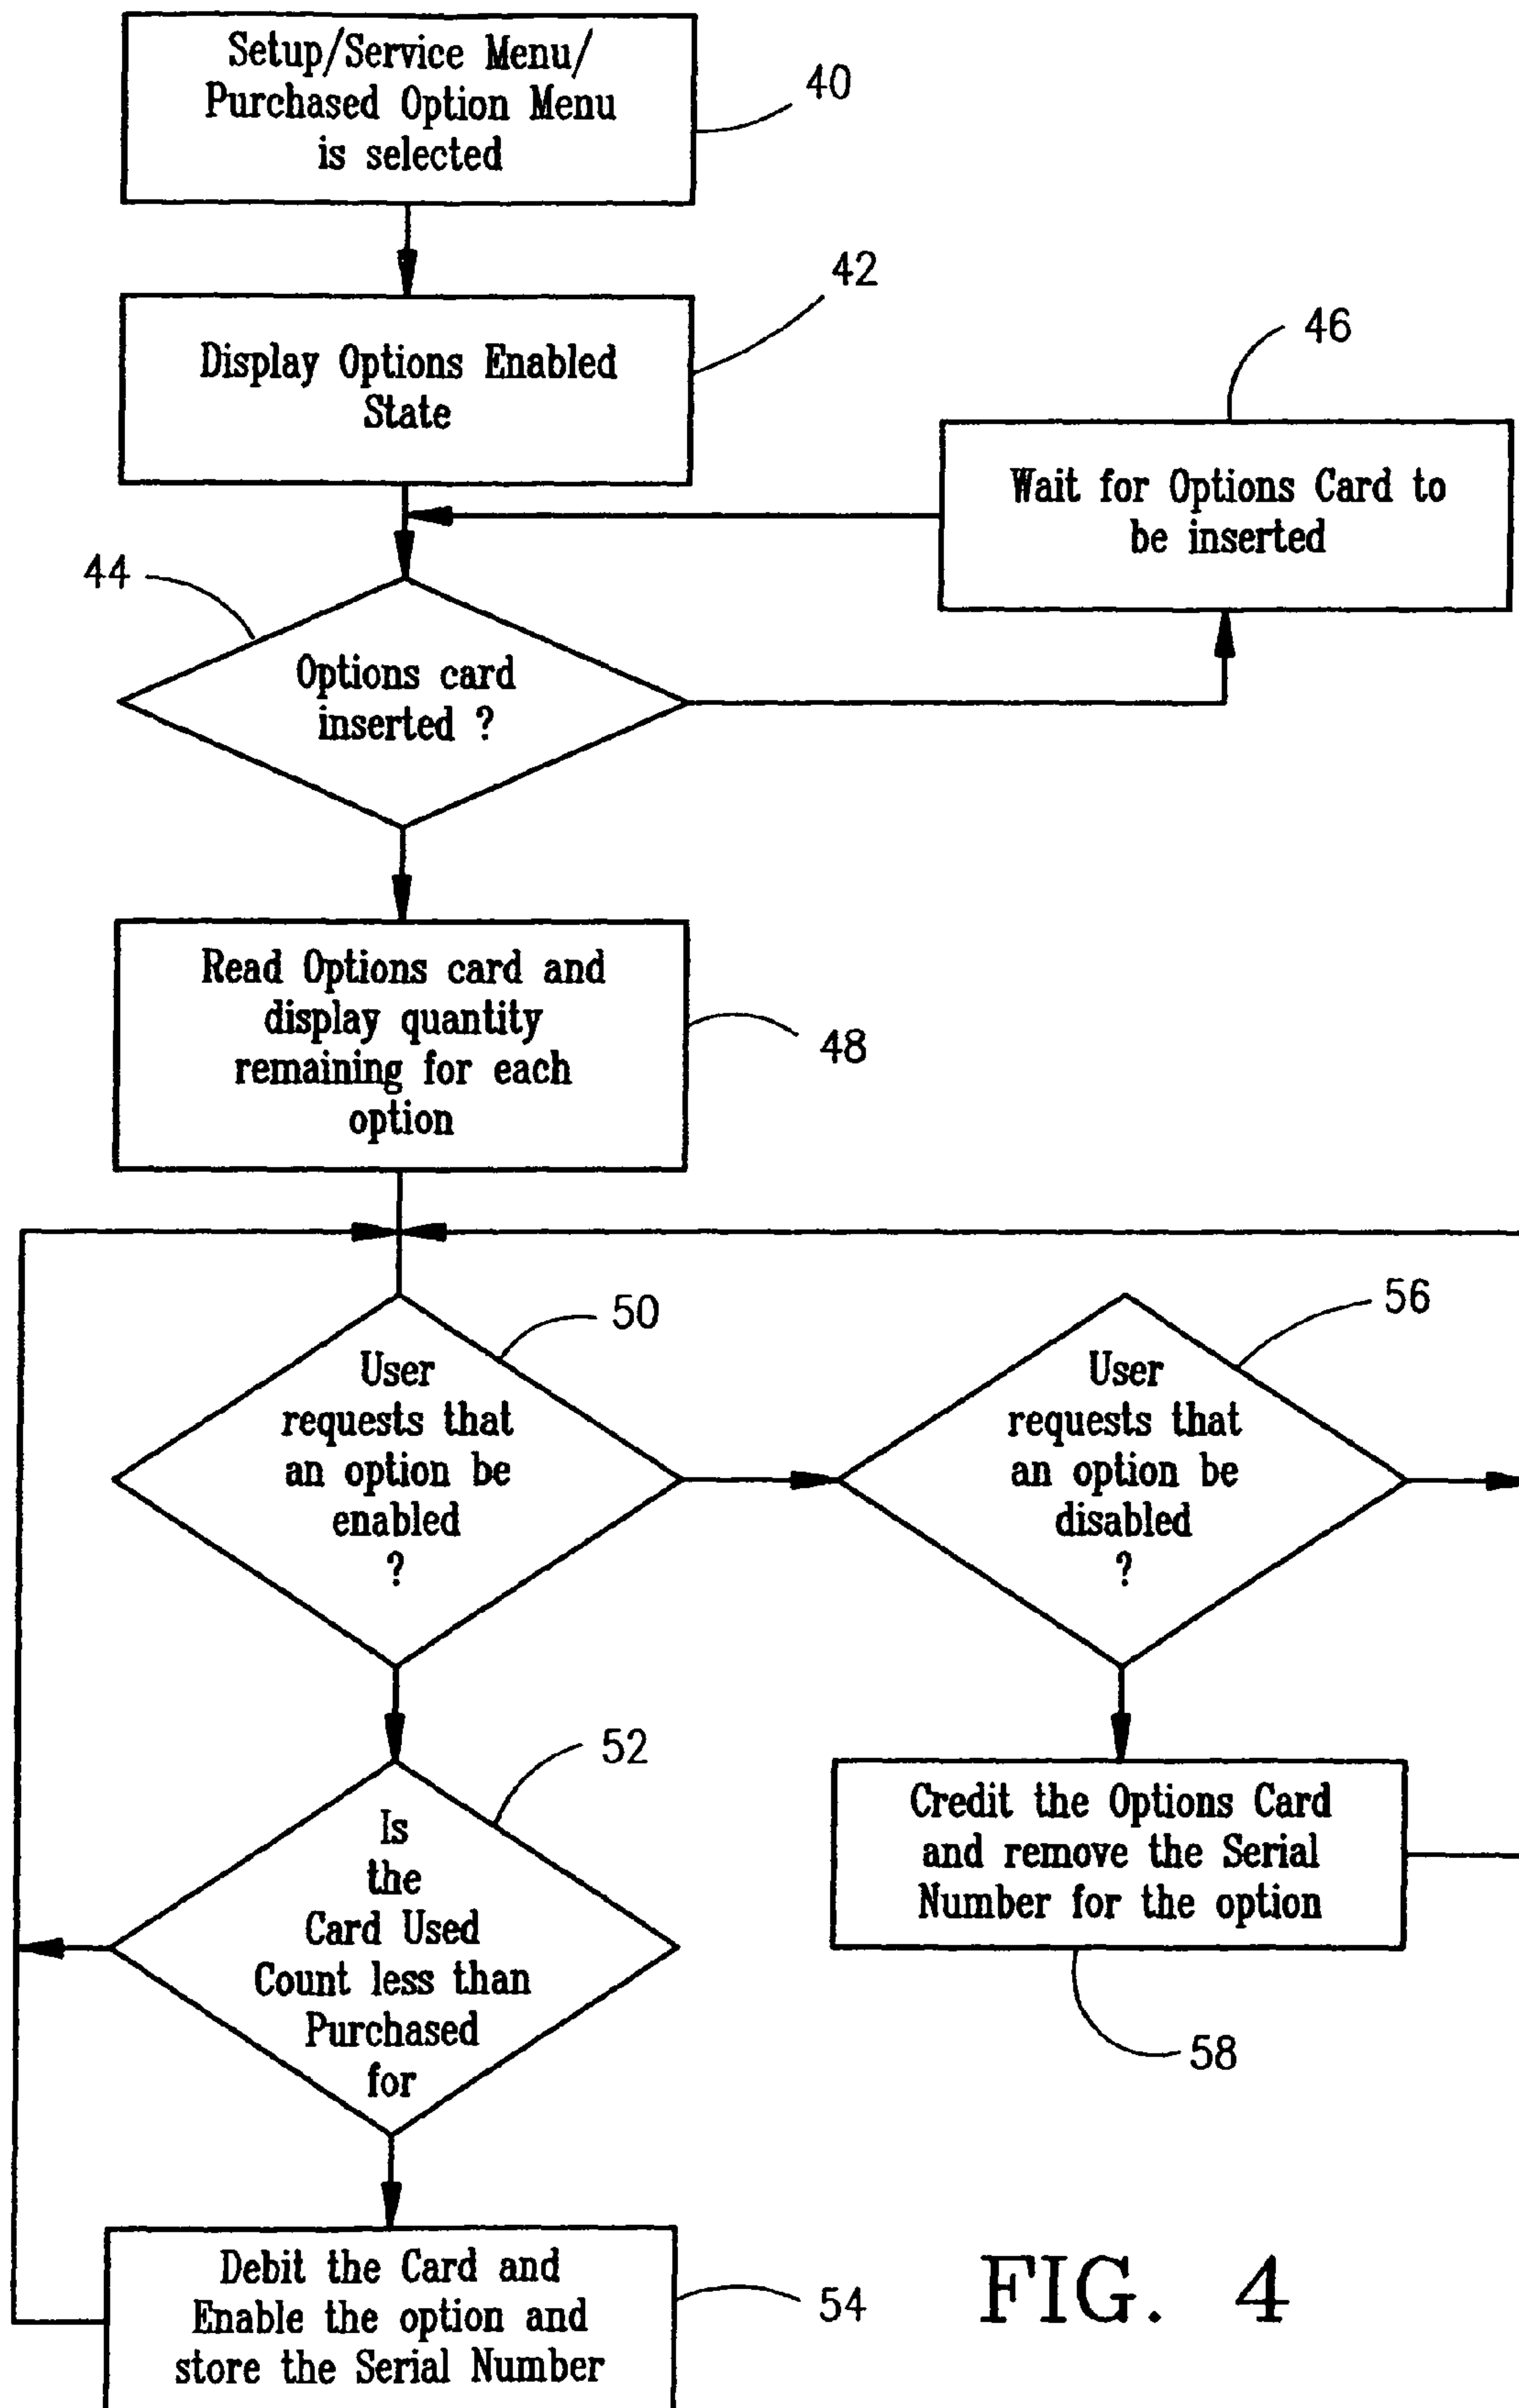 Setup/Service Menu/
Purchased Option Menu
is selected
40
Display Options Enabled
State
42
Wait for Options Card to
be inserted
46
Options card
inserted ?
44
Read Options card and
display quantity
remaining for each
option
48
User
requests that
an option be
enabled
?
50
User
requests that
an option be
disabled
?
56
Is
the
Card Used
Count less than
Purchased
for
52
Credit the Options Card
and remove the Serial
Number for the option
58
Debit the Card and
Enable the option and
store the Serial Number
54
FIG. 4